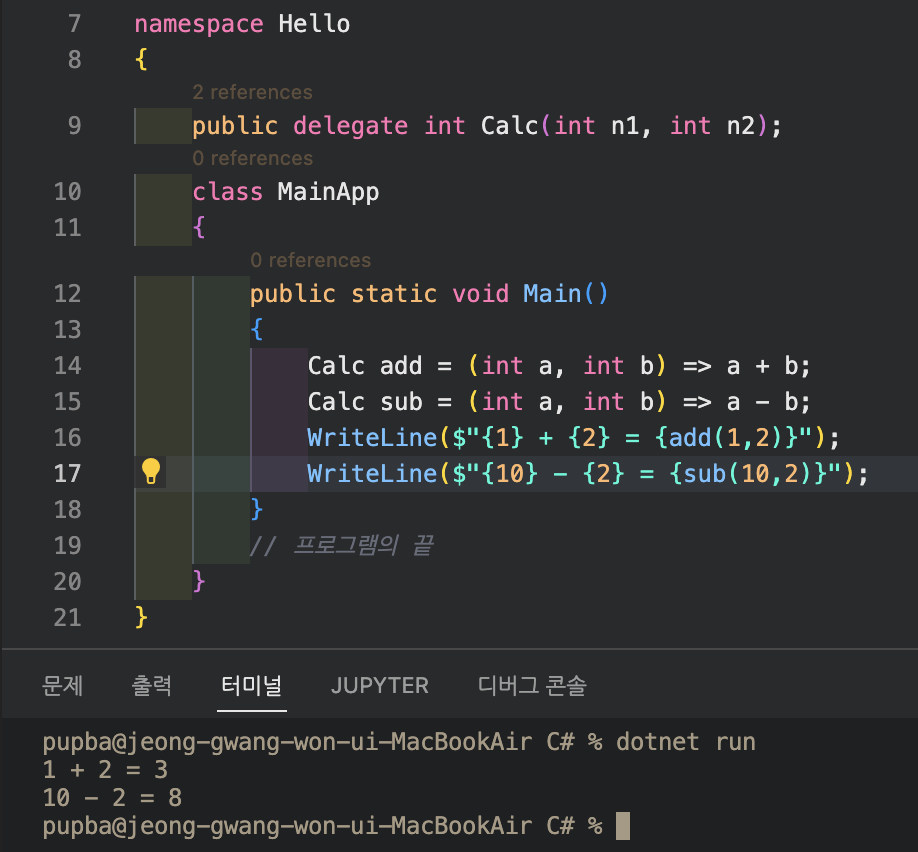 7 namespace Hello
8 {
2 references
9 public delegate int Calc(int n1, int n2);
0 references
10 class MainApp
11 {
0 references
12 public static void Main()
13 {
14 Calc add = (int a, int b) => a + b;
15 Calc sub = (int a, int b) => a - b;
16 WriteLine($"{1} + {2} = {add(1,2)}");
17 WriteLine($"{10} - {2} = {sub(10,2)}");
18 }
19 // 프로그램의 끝
20 }
21 }
문제 출력 터미널 JUPYTER 디버그 콘솔
pupba@jeong-gwang-won-ui-MacBookAir C# % dotnet run
1 + 2 = 3
10 - 2 = 8
pupba@jeong-gwang-won-ui-MacBookAir C# %